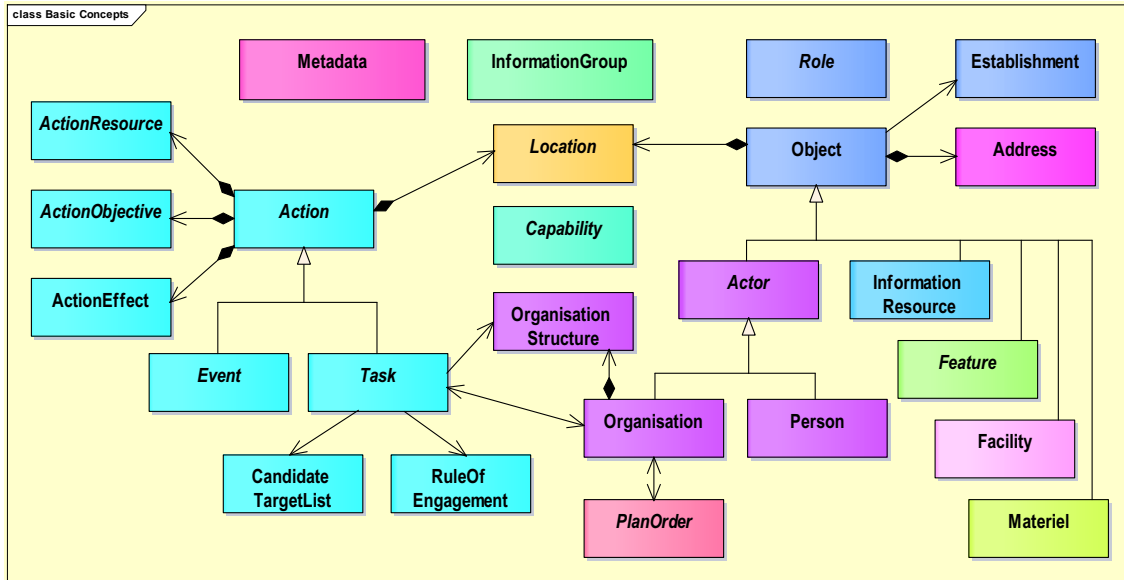 class Basic Concepts
Metadata
InformationGroup
Role
Establishment
ActionResource
Location
Object
Address
ActionObjective
Action
Capability
ActionEffect
Actor
Information
Resource
Organisation
Structure
Event
Task
Feature
Organisation
Person
Facility
Candidate
TargetList
RuleOf
Engagement
PlanOrder
Materiel